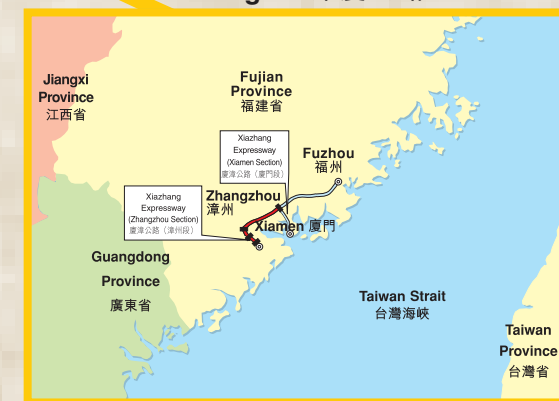 Jiangxi
Province
江西省
Fujian
Province
福建省
Xiazhang
Expressway
(Xiamen Section)
廈漳公路（廈門段）
Fuzhou
福州
Xiazhang
Expressway
(Zhangzhou Section)
廈漳公路（漳州段）
Zhangzhou
漳州
Xiamen 廈門
Guangdong
Province
廣東省
Taiwan Strait
台灣海峽
Taiwan
Province
台灣省